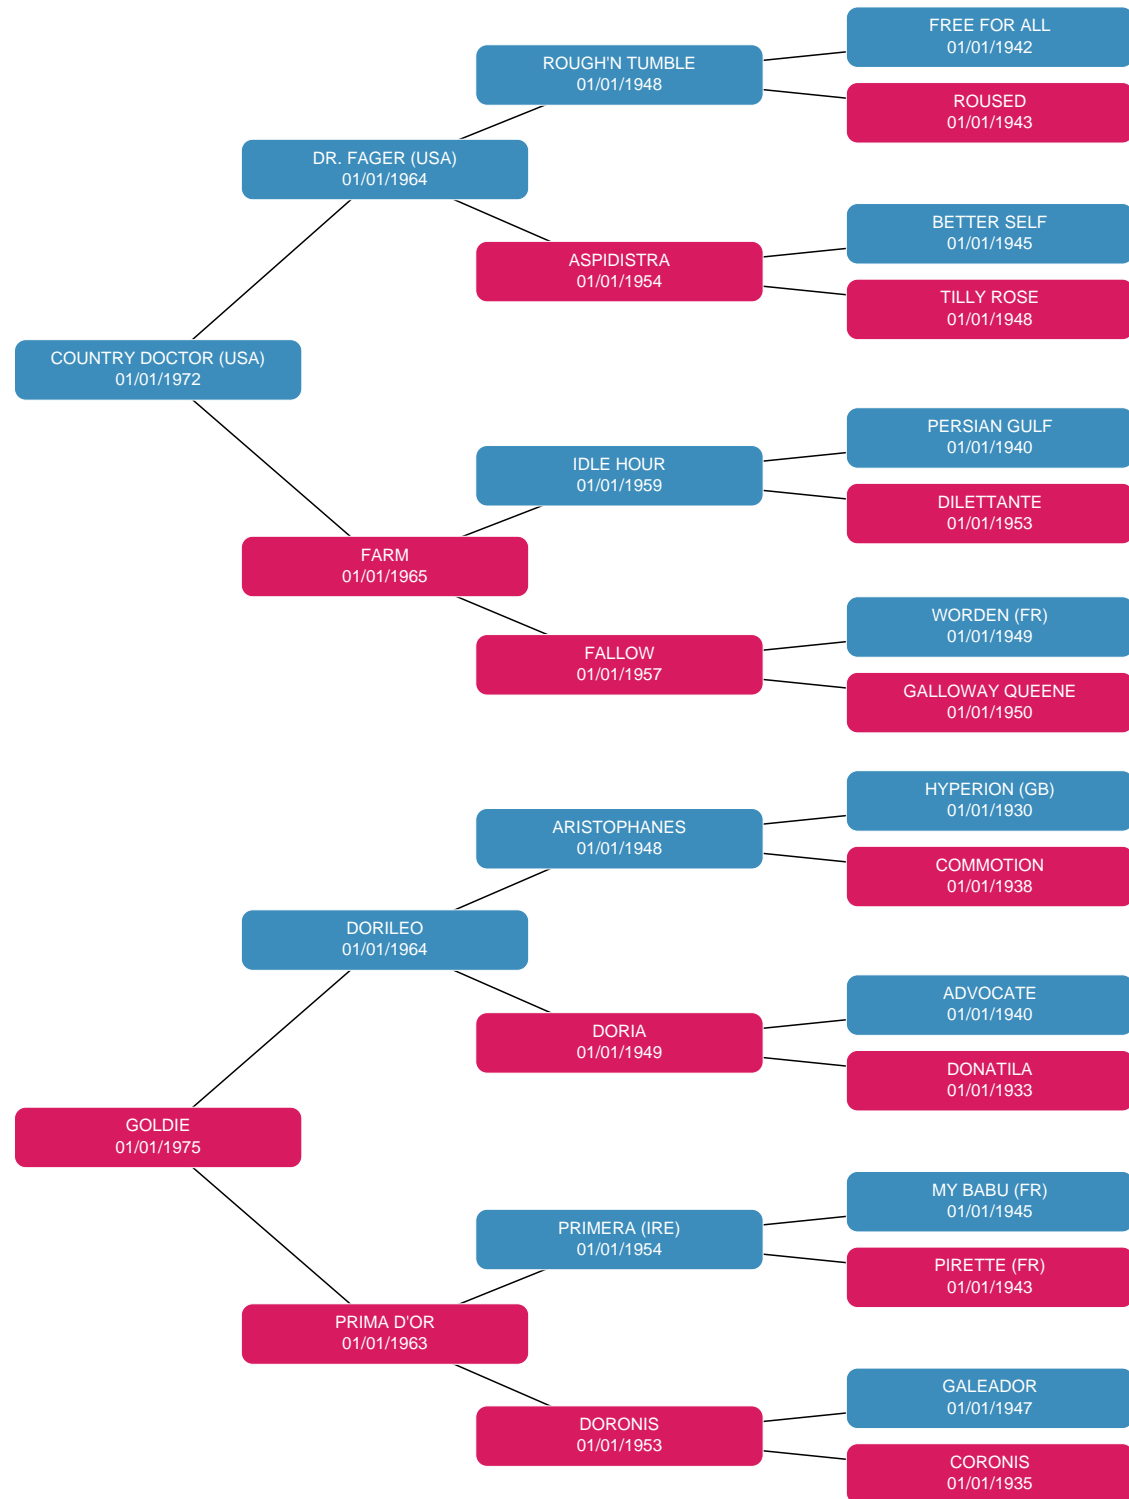 FREE FOR ALL
01/01/1942
ROUGH'N TUMBLE
01/01/1948
ROUSED
01/01/1943
DR. FAGER (USA)
01/01/1964
BETTER SELF
01/01/1945
ASPIDISTRA
01/01/1954
TILLY ROSE
01/01/1948
COUNTRY DOCTOR (USA)
01/01/1972
PERSIAN GULF
01/01/1940
IDLE HOUR
01/01/1959
DILETTANTE
01/01/1953
FARM
01/01/1965
WORDEN (FR)
01/01/1949
FALLOW
01/01/1957
GALLOWAY QUEENE
01/01/1950
HYPERION (GB)
01/01/1930
ARISTOPHANES
01/01/1948
COMMOTION
01/01/1938
DORILEO
01/01/1964
ADVOCATE
01/01/1940
DORIA
01/01/1949
DONATILA
01/01/1933
GOLDIE
01/01/1975
MY BABU (FR)
01/01/1945
PRIMERA (IRE)
01/01/1954
PIRETTE (FR)
01/01/1943
PRIMA D'OR
01/01/1963
GALEADOR
01/01/1947
DORONIS
01/01/1953
CORONIS
01/01/1935